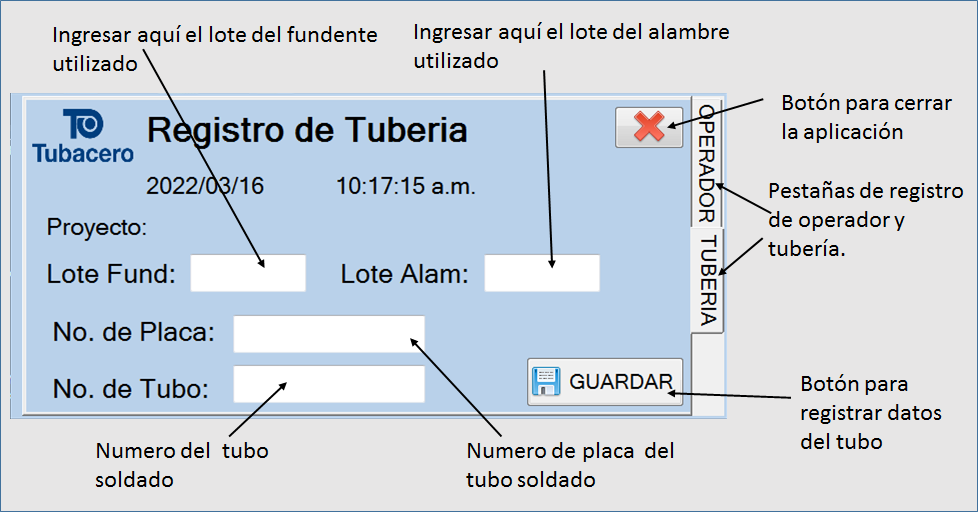 Ingresar aquí el lote del fundente
utilizado
Ingresar aquí el lote del alambre
utilizado
Tubacero
Registro de Tuberia
2022/03/16
10:17:15 a.m.
Proyecto:
Lote Fund:
Lote Alam:
No. de Placa:
No. de Tubo:
GUARDAR
OPERADOR
TUBERIA
Botón para cerrar
la aplicación
Pestañas de registro
de operador y
tubería.
Botón para
registrar datos
del tubo
Numero del tubo
soldado
Numero de placa del
tubo soldado